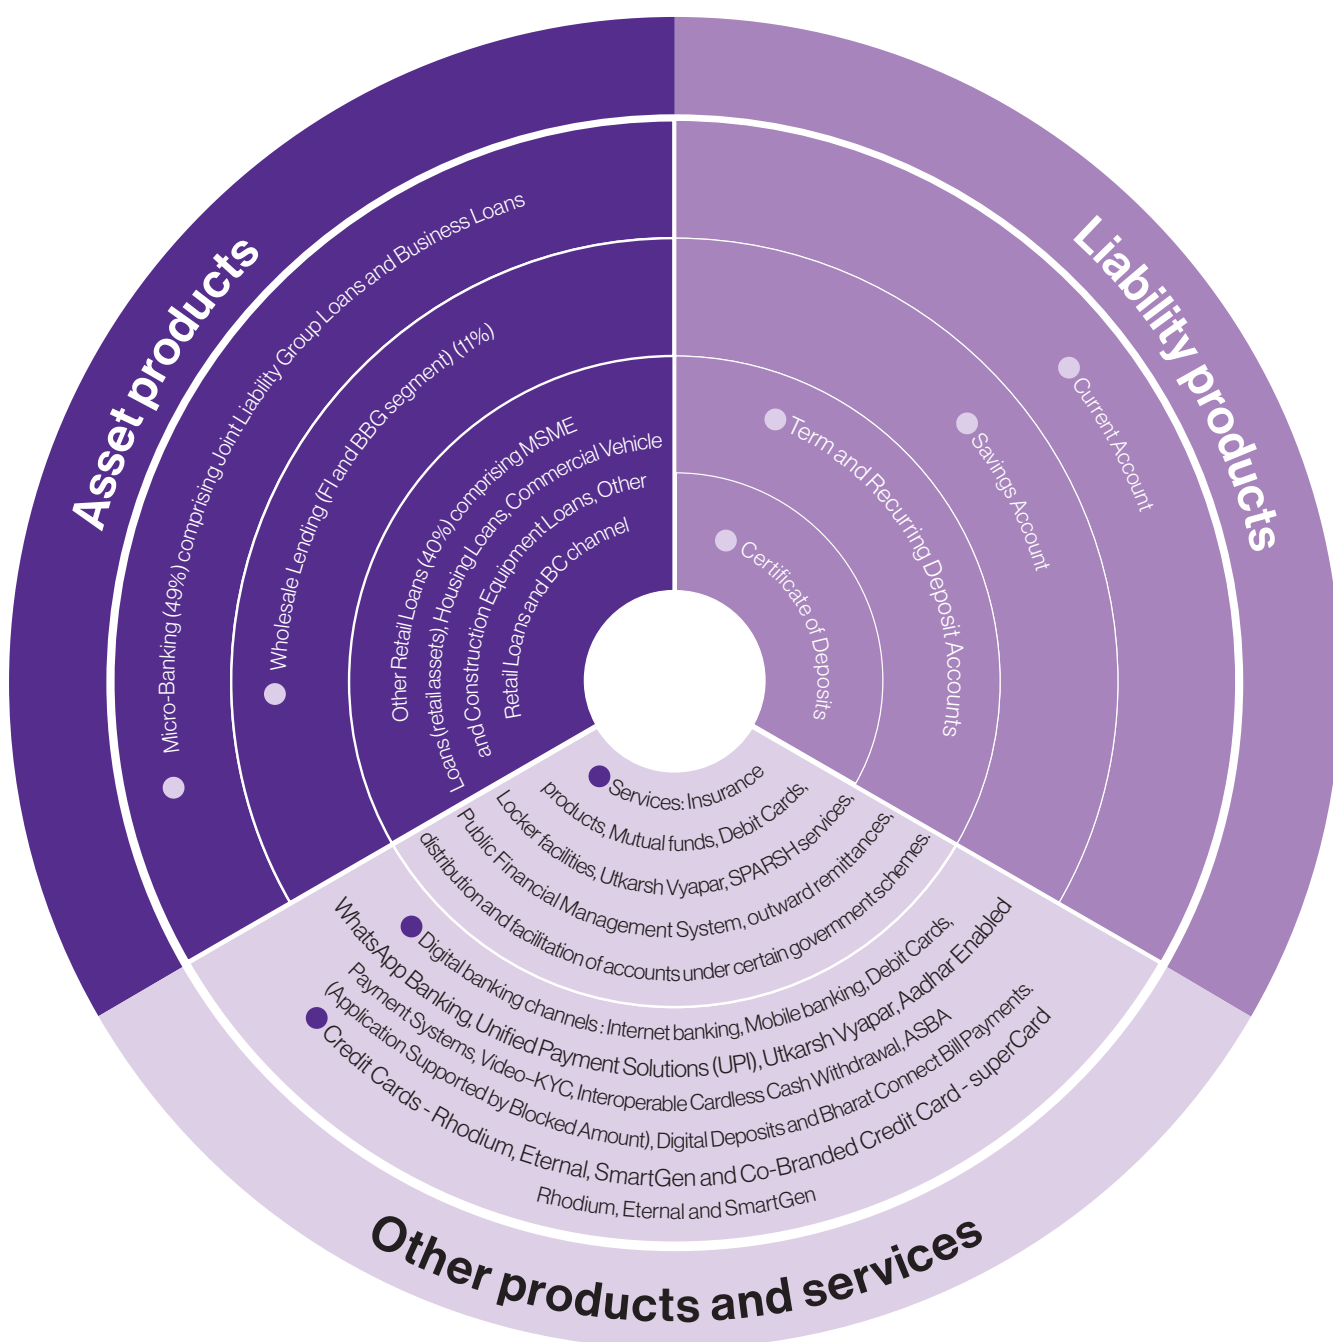 Asset products
Micro-Banking (49%) comprising Joint Liability Group Loans and Business Loans
Wholesale Lending (FI and BBG segment) (11%)
Other Retail Loans (40%) comprising MSME
Loans (retail assets), Housing Loans, Commercial Vehicle
and Construction Equipment Loans, Other
Retail Loans and BC channel
Liability products
Current Account
Savings Account
Term and Recurring Deposit Accounts
Certificate of Deposits
Services: Insurance
products, Mutual funds, Debit Cards,
Locker facilities, Utkarsh Vyapar, SPARSH services,
Public Financial Management System, outward remittances,
distribution and facilitation of accounts under certain government schemes.
Digital banking channels : Internet banking, Mobile banking, Debit Cards,
WhatsApp Banking, Unified Payment Solutions (UPI), Utkarsh Vyapar, Aadhar Enabled
Payment Systems, Video-KYC, Interoperable Cardless Cash Withdrawal, ASBA
(Application Supported by Blocked Amount), Digital Deposits and Bharat Connect Bill Payments.
Credit Cards - Rhodium, Eternal, SmartGen and Co-Branded Credit Card - superCard
Rhodium, Eternal and SmartGen
Other products and services